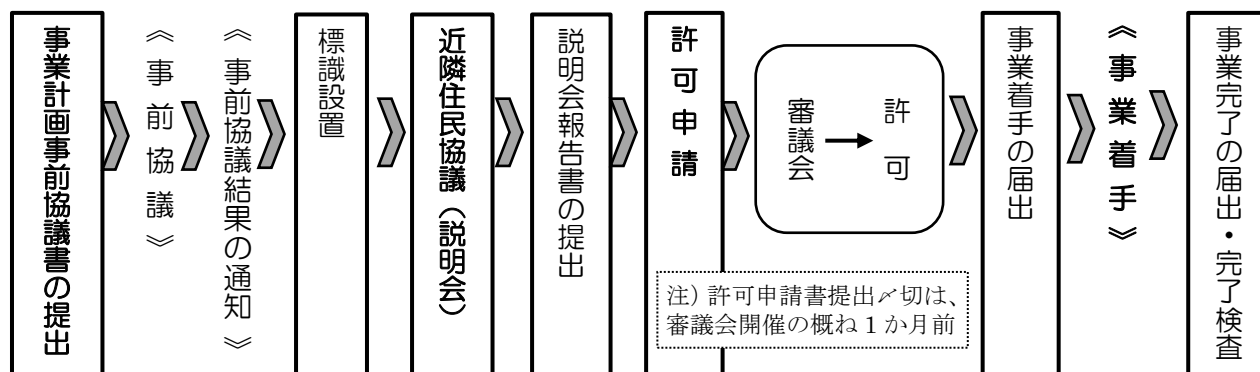 事業計画事前協議書の提出
《事前協議》
《事前協議結果の通知》
標識設置
近隣住民協議（説明会）
説明会報告書の提出
許可申請
審議会
許可
注）許可申請書提出〆切は、
審議会開催の概ね1か月前
事業着手の届出
《事業着手》
事業完了の届出・完了検査